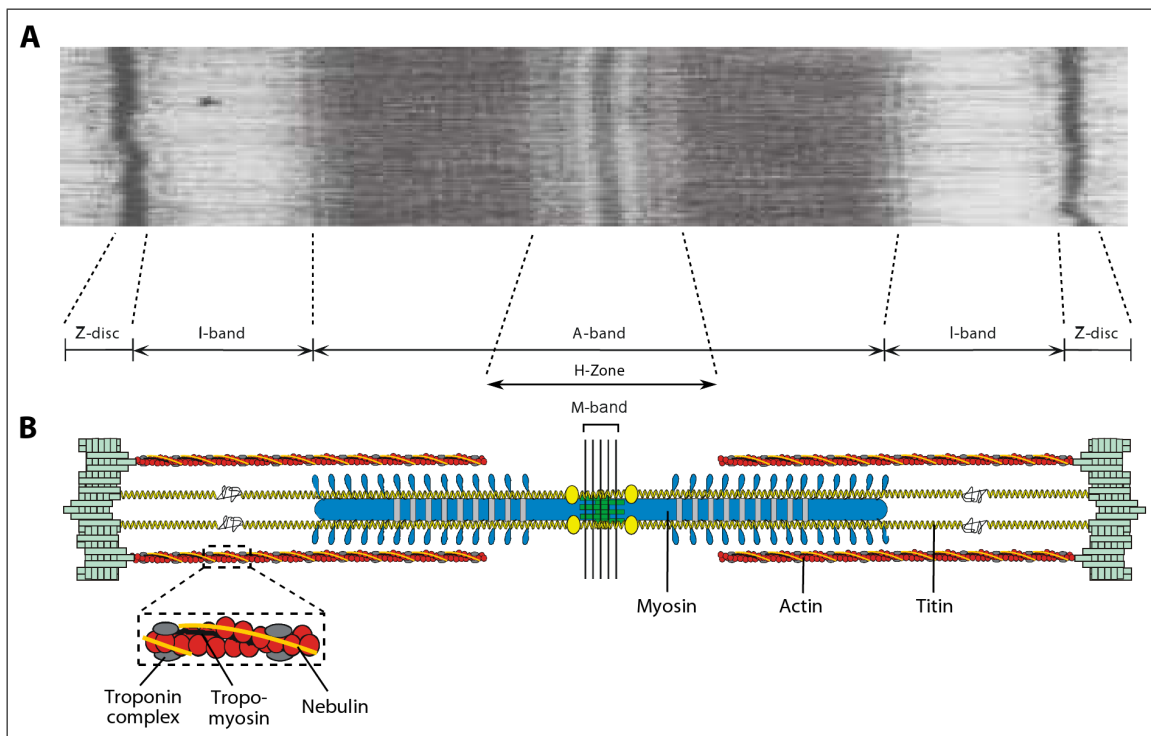 A
Z-disc
I-band
A-band
I-band
Z-disc
H-Zone
M-band
B
Myosin
Actin
Titin
Troponin
complex
Tropo-
myosin
Nebulin